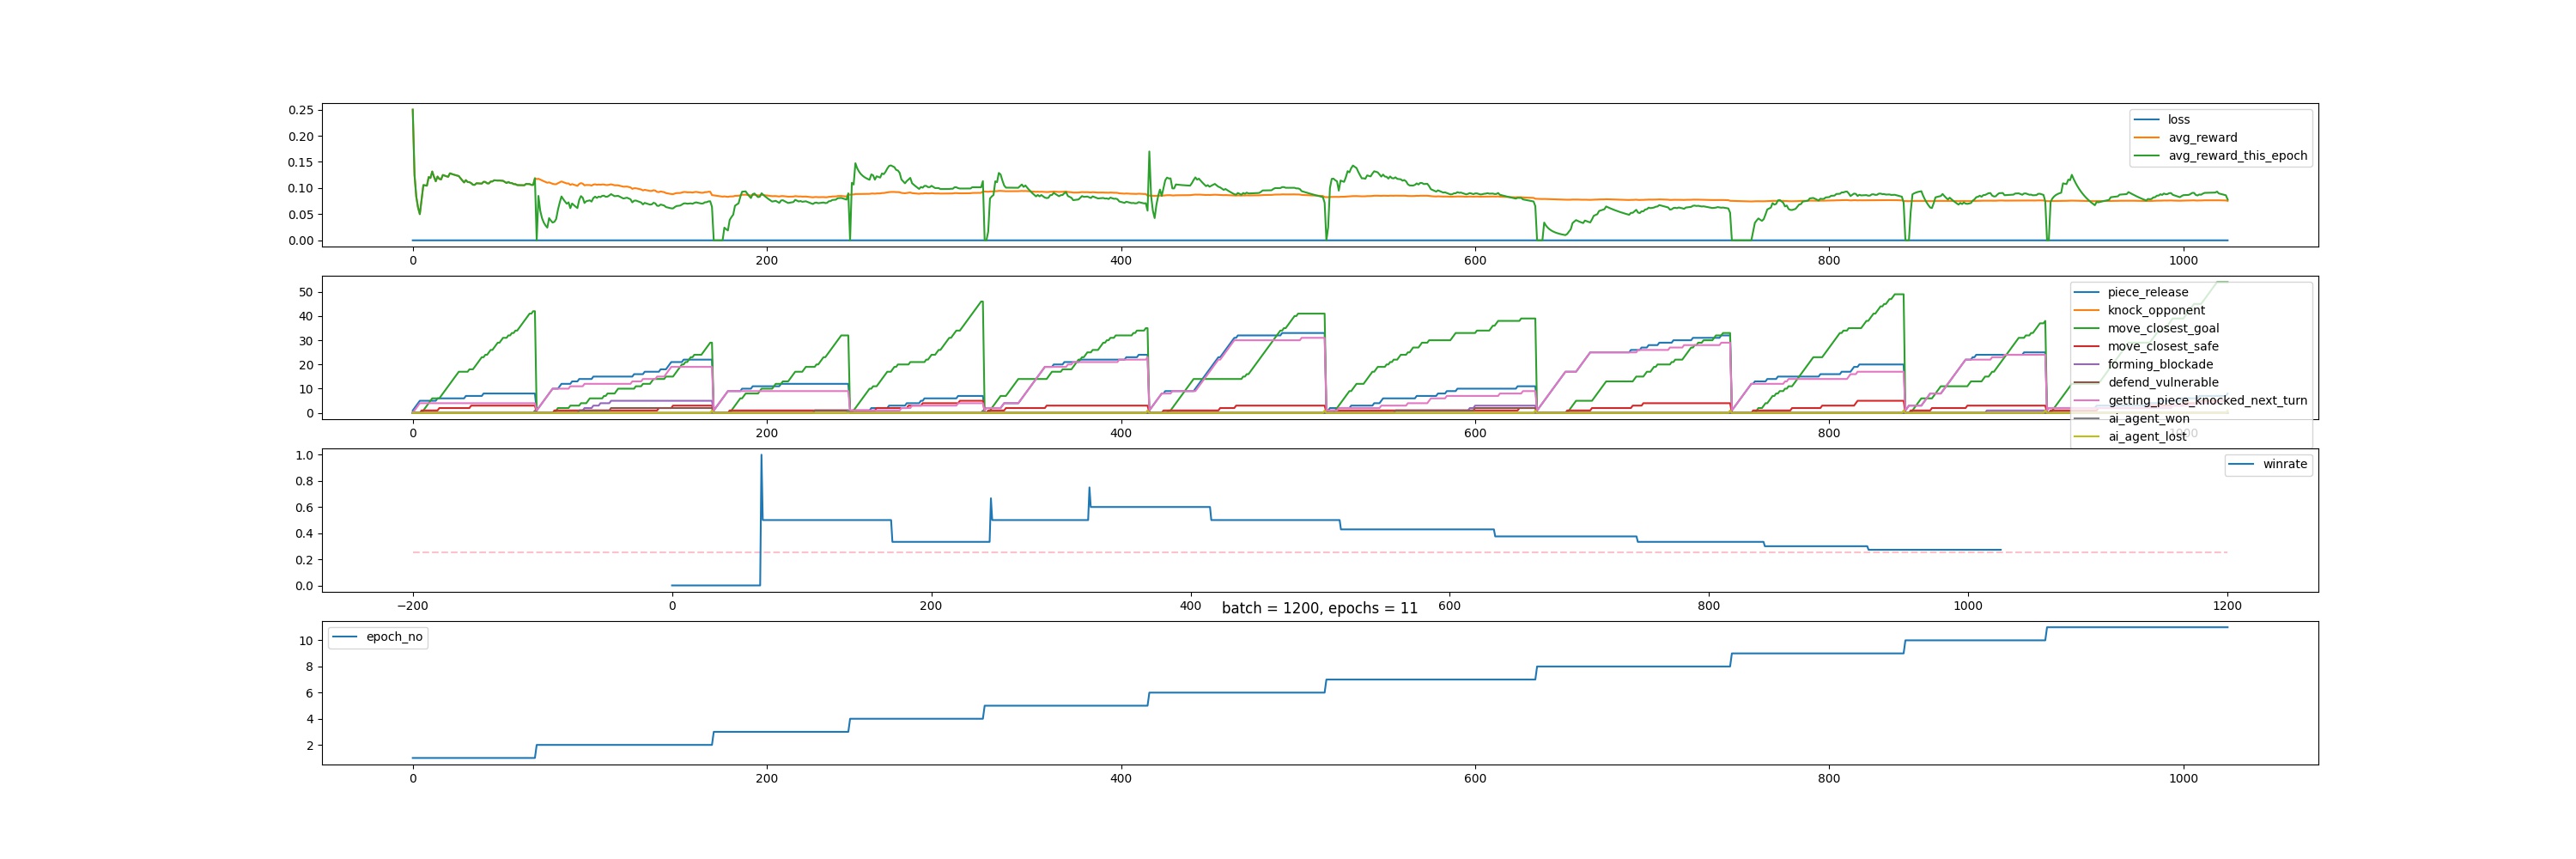 0.25
0.20
0.15
0.10
0.05
0.00
loss
avg_reward
avg_reward_this_epoch
0 200 400 600 800 1000
50
40
30
20
10
0
piece_release
knock_opponent
move_closest_goal
move_closest_safe
forming_blockade
defend_vulnerable
getting_piece_knocked_next_turn
ai_agent_won
ai_agent_lost
0 200 400 600 800 1000
1.0
0.8
0.6
0.4
0.2
0.0
winrate
−200 0 200 400 600 800 1000 1200
batch = 1200, epochs = 11
10
8
6
4
2
epoch_no
0 200 400 600 800 1000